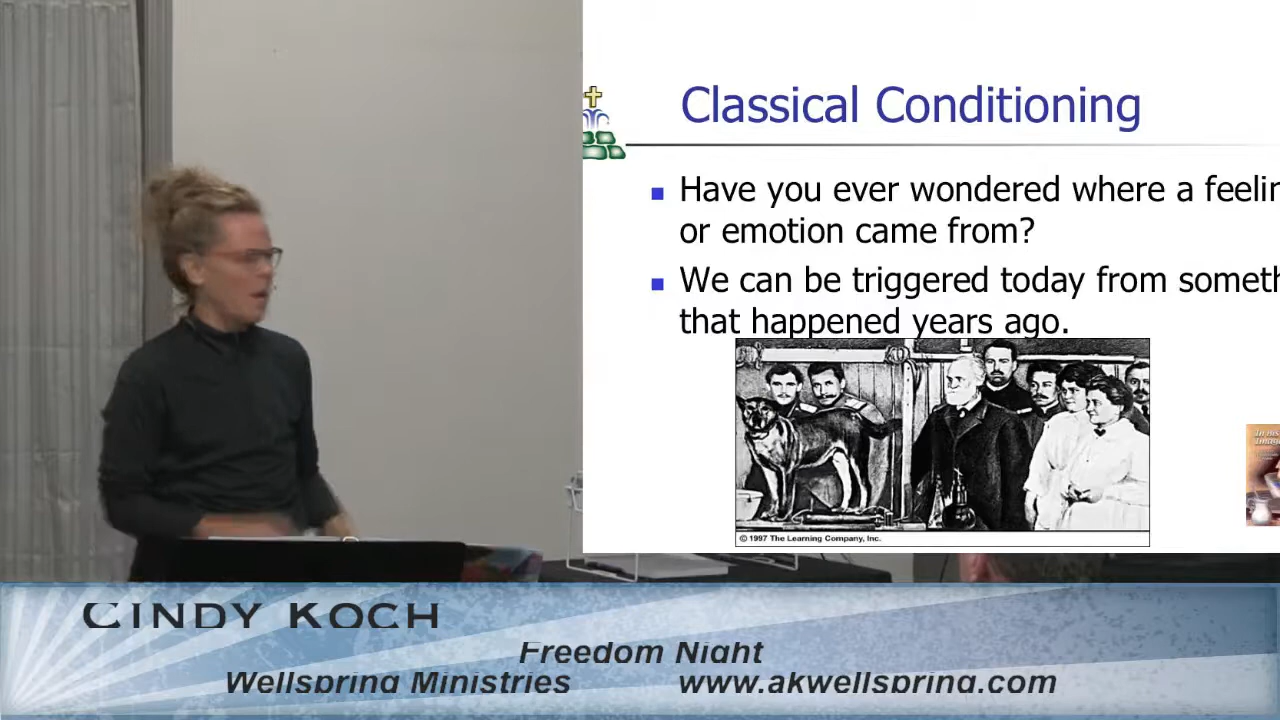 Classical Conditioning
Have you ever wondered where a feelin
or emotion came from?
We can be triggered today from someth
that happened years ago.
© 1997 The Learning Company, Inc.
CINDY KOCH
Freedom Night
Wellspring Ministries www.akwellspring.com